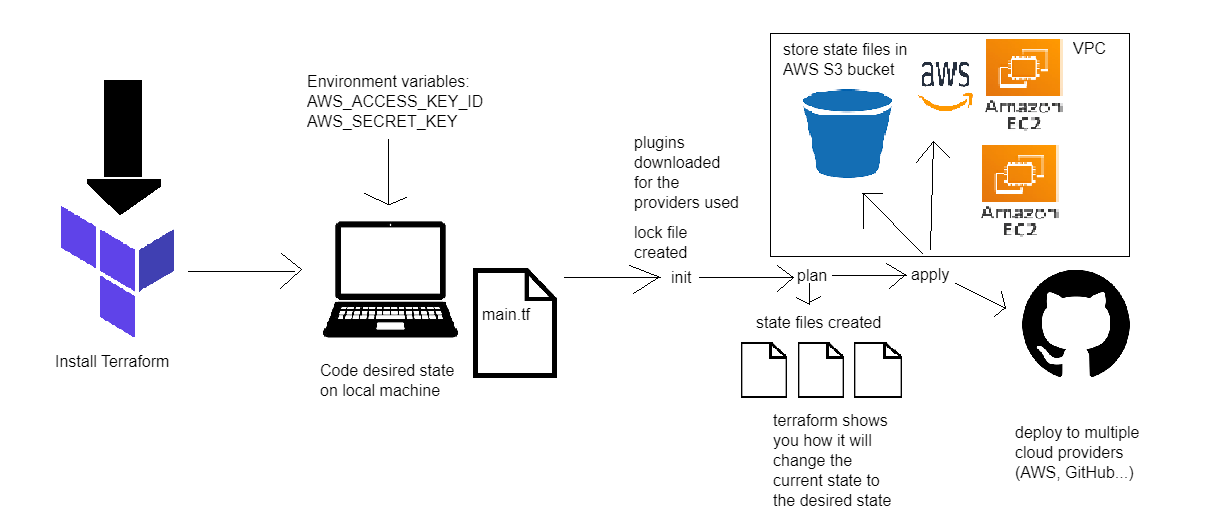 Install Terraform
Environment variables:
AWS_ACCESS_KEY_ID
AWS_SECRET_KEY
Code desired state
on local machine
main.tf
plugins
downloaded
for the
providers used
lock file
created
init
plan
apply
state files created
terraform shows
you how it will
change the
current state to
the desired state
store state files in
AWS S3 bucket
aws
Amazon
EC2
VPC
Amazon
EC2
deploy to multiple
cloud providers
(AWS, GitHub...)